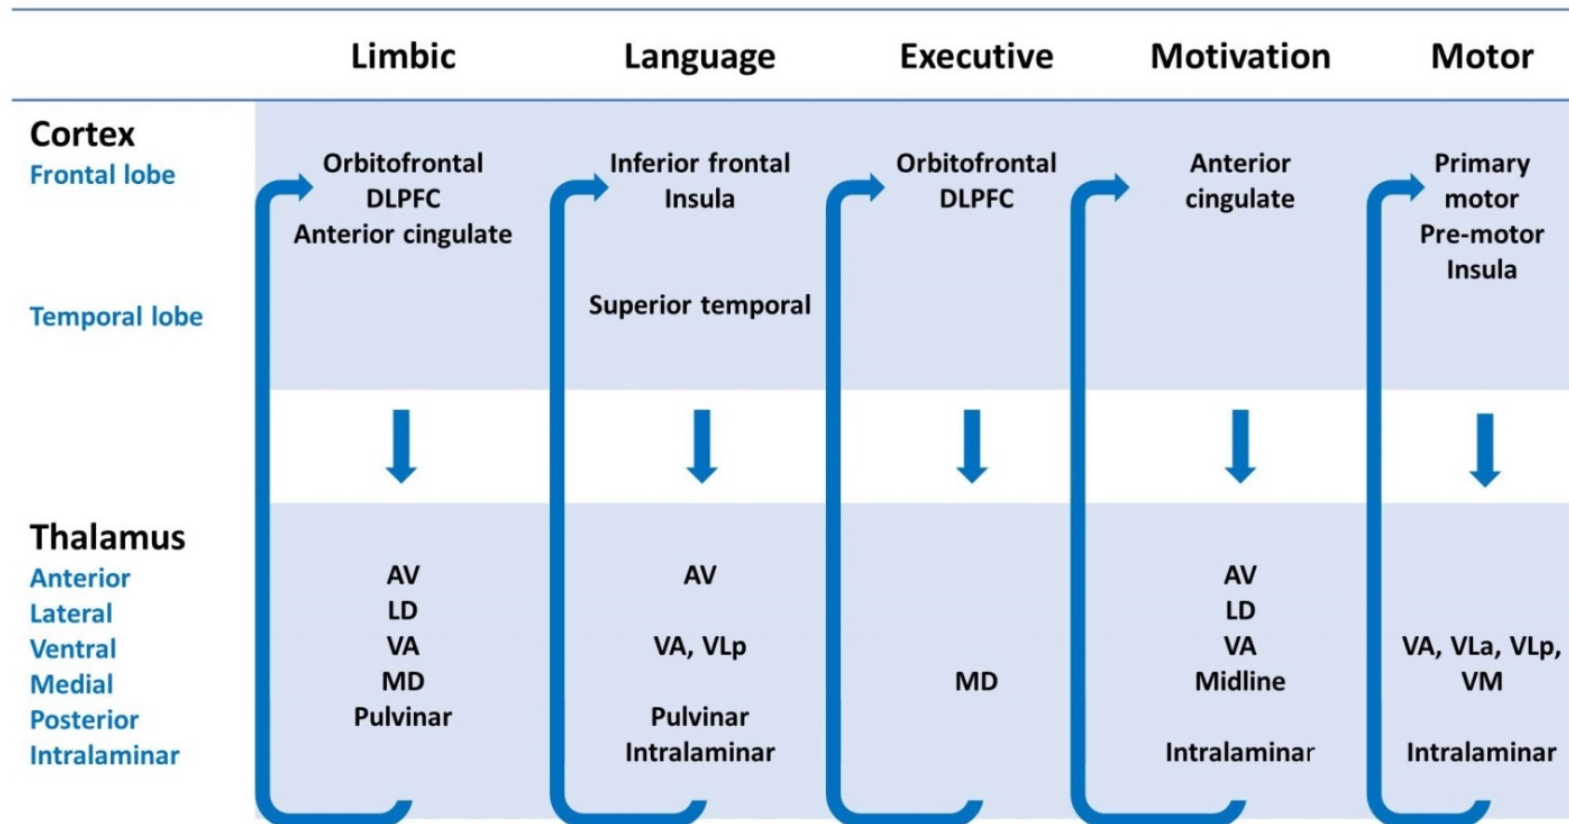 Limbic Language Executive Motivation Motor
Cortex
Frontal lobe
Orbitofrontal Inferior frontal Orbitofrontal Anterior Primary
DLPFC Insula DLPFC cingulate motor
Anterior cingulate Pre-motor
Insula
Temporal lobe
Superior temporal
Thalamus
Anterior AV AV AV
Lateral LD LD
Ventral VA VA, VLp VA VA, VLa, VLp,
Medial MD MD Midline VM
Posterior Pulvinar Pulvinar
Intralaminar Intralaminar Intralaminar Intralaminar